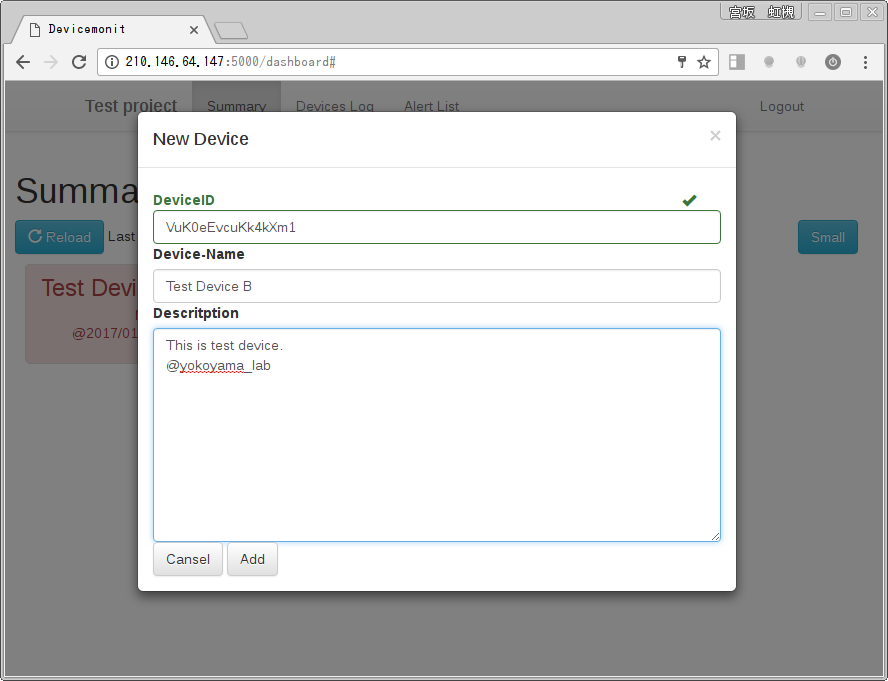 宮坂 虹槻
Devicemonit
210.146.64.147:5000/dashboard#
Test project Summary Devices Log Alert List Logout
New Device ×
Summa
DeviceID
VuK0eEvcuKk4kXm1
Reload Last Small
Device-Name
Test Devi
Test Device B
Descritption
@2017/01
This is test device.
@yokoyama_lab
Cansel Add